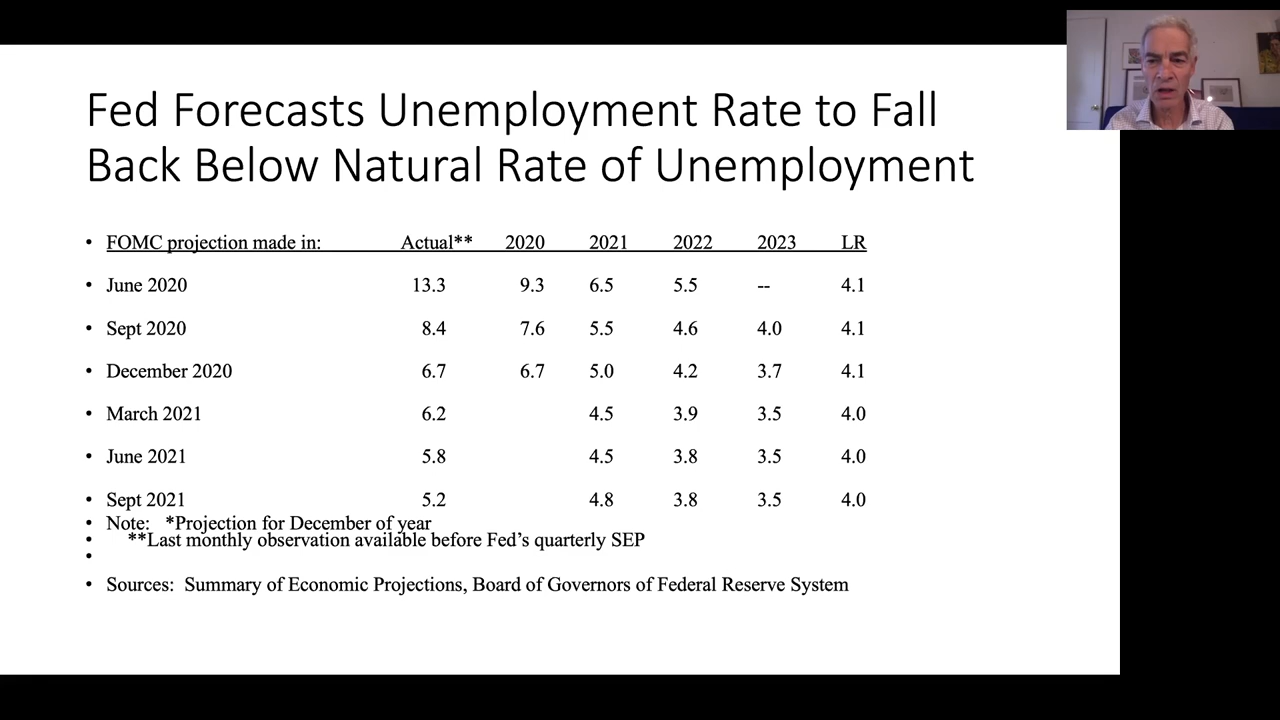 Fed Forecasts Unemployment Rate to Fall
Back Below Natural Rate of Unemployment
• FOMC projection made in: Actual** 2020 2021 2022 2023 LR
• June 2020 13.3 9.3 6.5 5.5 -- 4.1
• Sept 2020 8.4 7.6 5.5 4.6 4.0 4.1
• December 2020 6.7 6.7 5.0 4.2 3.7 4.1
• March 2021 6.2 4.5 3.9 3.5 4.0
• June 2021 5.8 4.5 3.8 3.5 4.0
• Sept 2021 5.2 4.8 3.8 3.5 4.0
• Note: *Projection for December of year
• **Last monthly observation available before Fed's quarterly SEP
•
• Sources: Summary of Economic Projections, Board of Governors of Federal Reserve System